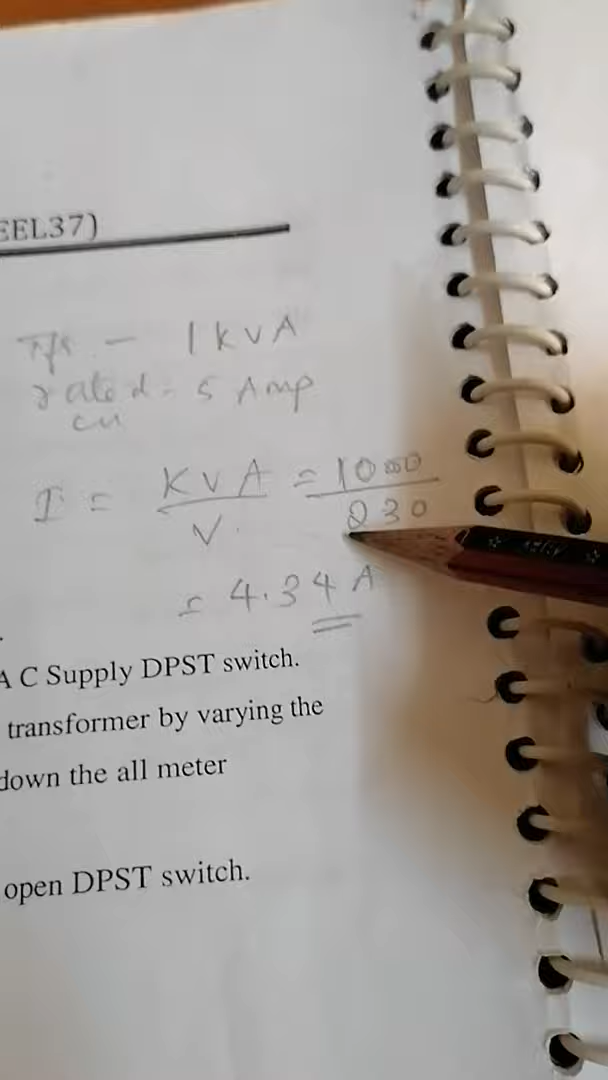 EEL37)
T/f - 1 KVA
rated - 5 Amp
cu
I = KVA / V = 1000 / 230
= 4.34 A
A C Supply DPST switch.
transformer by varying the
down the all meter
open DPST switch.